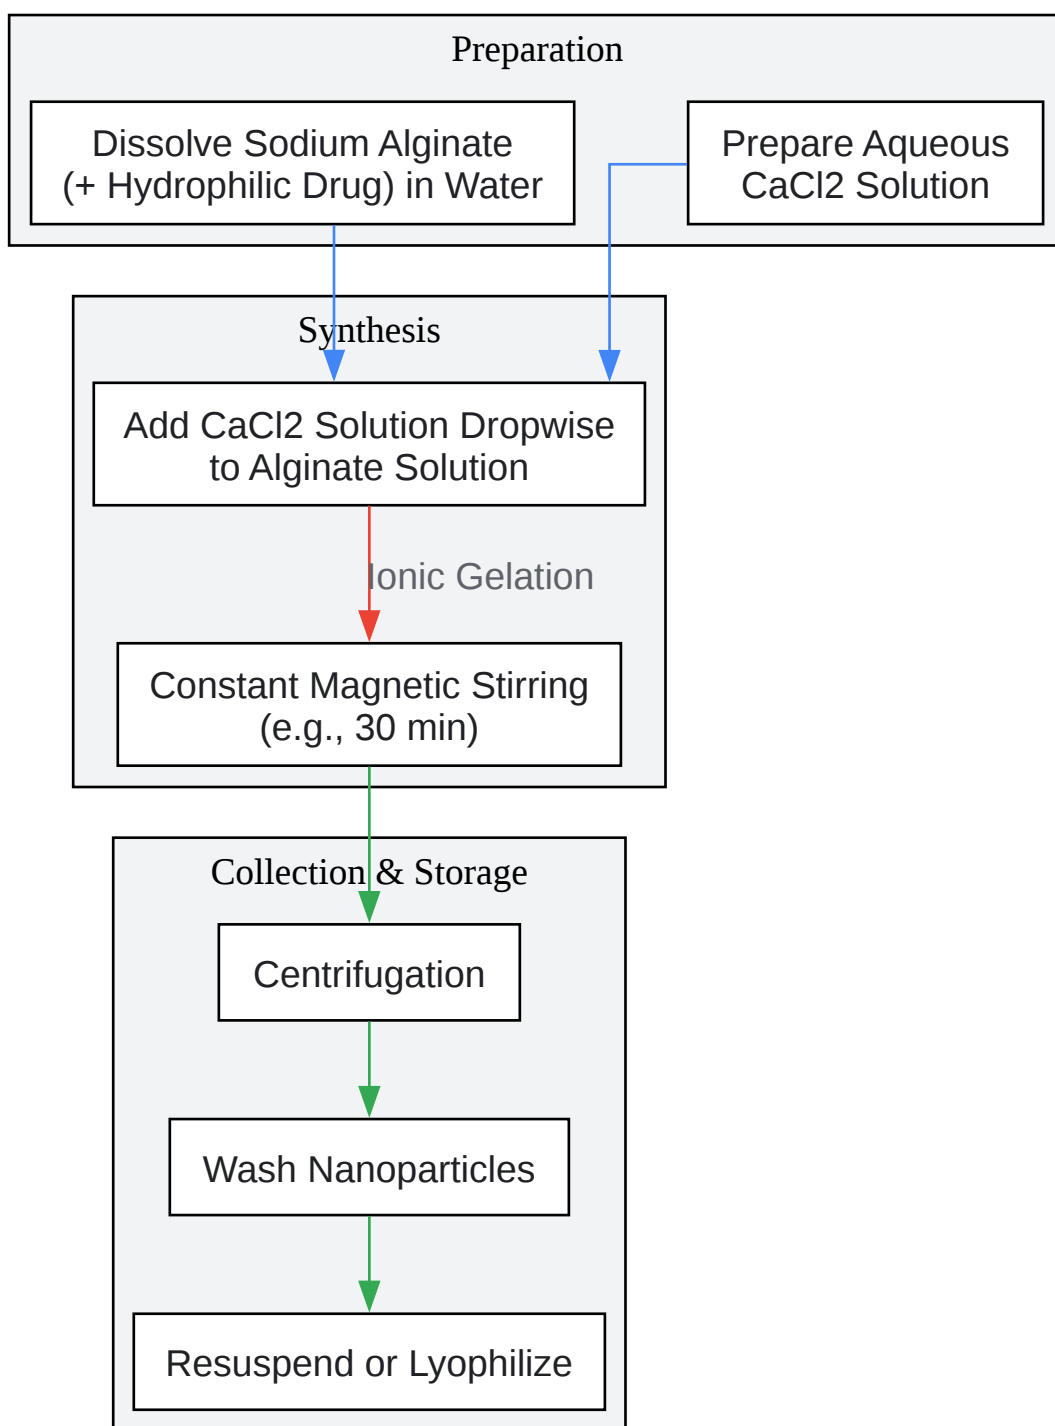 Preparation
Dissolve Sodium Alginate
(+ Hydrophilic Drug) in Water
Prepare Aqueous
CaCl2 Solution
Synthesis
Add CaCl2 Solution Dropwise
to Alginate Solution
Ionic Gelation
Constant Magnetic Stirring
(e.g., 30 min)
Collection & Storage
Centrifugation
Wash Nanoparticles
Resuspend or Lyophilize